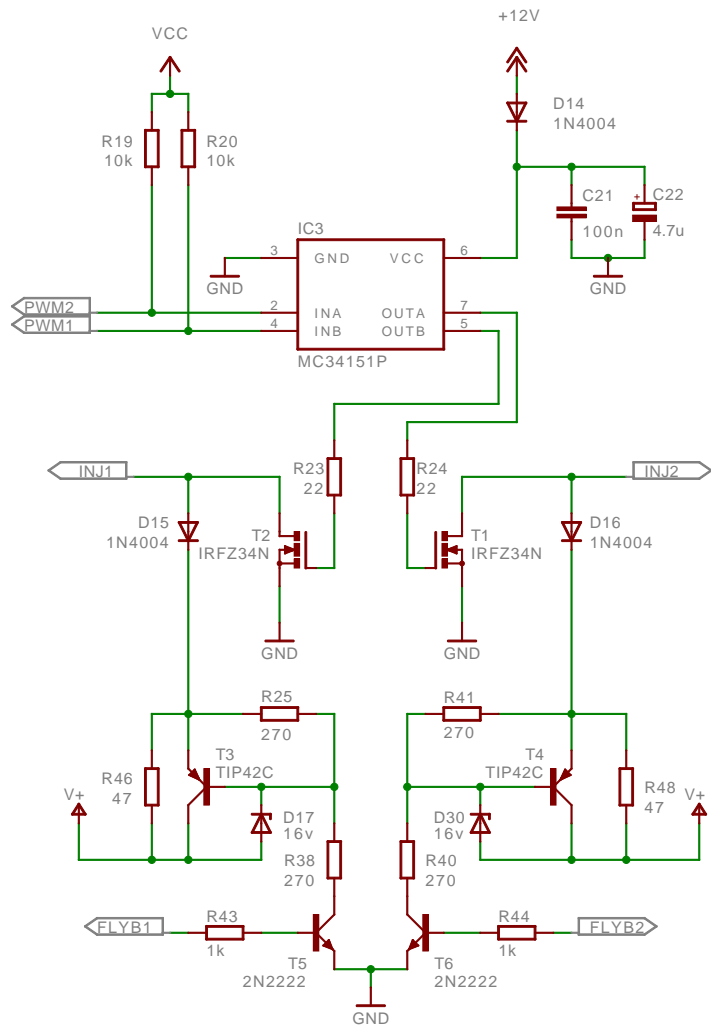 +12V
VCC
D14
1N4004
R19
10k
R20
10k
C21
100n
C22
+
4.7u
IC3
3
GND
VCC
6
GND
GND
PWM2
2
INA
OUTA
7
PWM1
4
INB
OUTB
5
MC34151P
INJ1
R23
22
R24
22
INJ2
D15
1N4004
T2
IRFZ34N
T1
IRFZ34N
D16
1N4004
GND
GND
R25
270
R41
270
T3
TIP42C
T4
TIP42C
R46
47
R48
47
V+
V+
D17
16v
D30
16v
R38
270
R40
270
FLYB1
R43
1k
R44
1k
FLYB2
T5
2N2222
T6
2N2222
GND